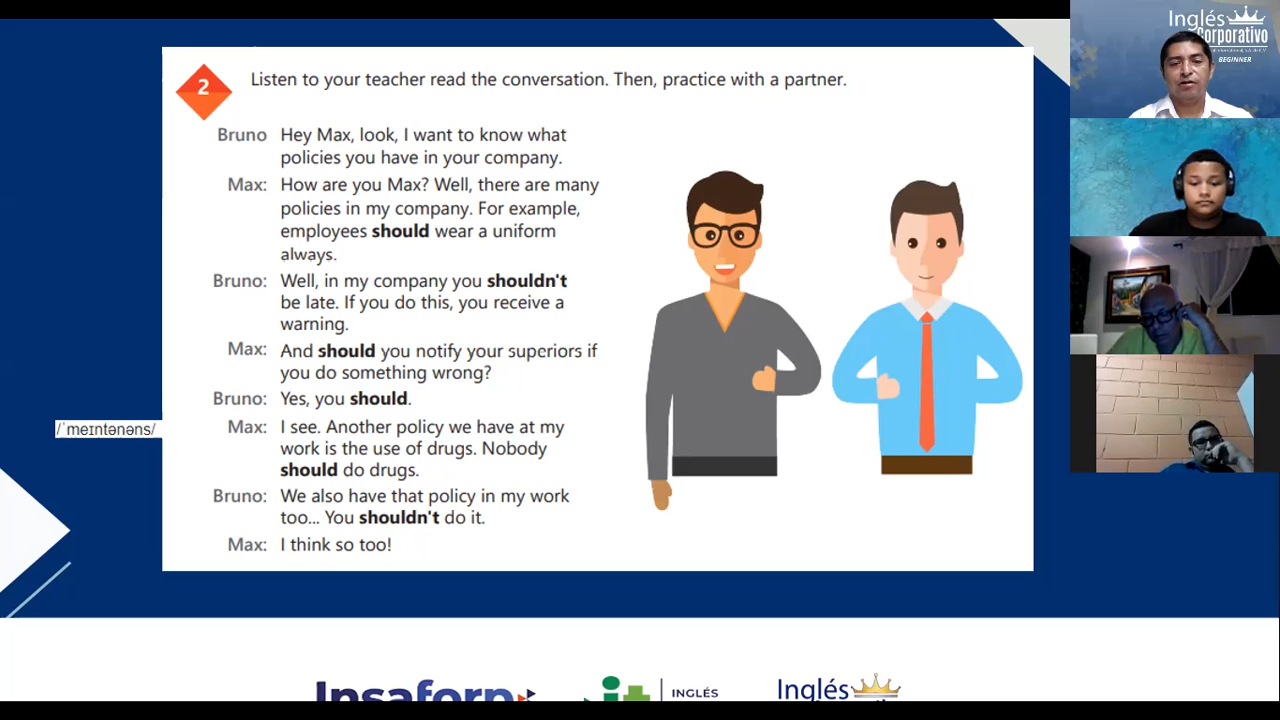 Inglés
Corporativo
BEGINNER
2
Listen to your teacher read the conversation. Then, practice with a partner.
Bruno Hey Max, look, I want to know what
policies you have in your company.
Max: How are you Max? Well, there are many
policies in my company. For example,
employees should wear a uniform
always.
Bruno: Well, in my company you shouldn't
be late. If you do this, you receive a
warning.
Max: And should you notify your superiors if
you do something wrong?
Bruno: Yes, you should.
Max: I see. Another policy we have at my
work is the use of drugs. Nobody
should do drugs.
Bruno: We also have that policy in my work
too... You shouldn't do it.
Max: I think so too!
/ˈmeɪntənəns/
Insaforp
it
INGLÉS
Inglés